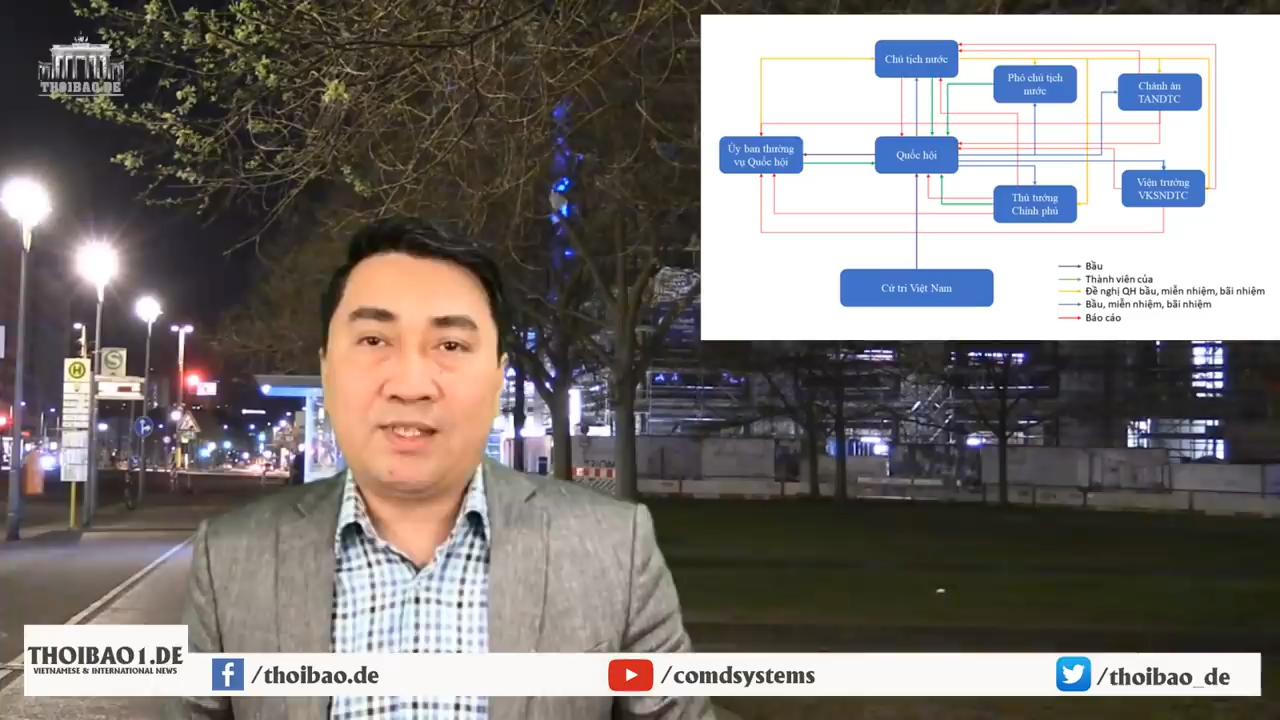 THOIBAO.DE
Chủ tịch nước
Phó chủ tịch
nước
Chánh án
TANDTC
Ủy ban thường
vụ Quốc hội
Quốc hội
Viện trưởng
VKSNDTC
Thủ tướng
Chính phủ
Cử tri Việt Nam
Bầu
Thành viên của
Đề nghị QH bầu, miễn nhiệm, bãi nhiệm
Bầu, miễn nhiệm, bãi nhiệm
Báo cáo
H
S
THOIBAO1.DE
VIETNAMESE & INTERNATIONAL NEWS
/thoibao.de
/comdsystems
/thoibao_de